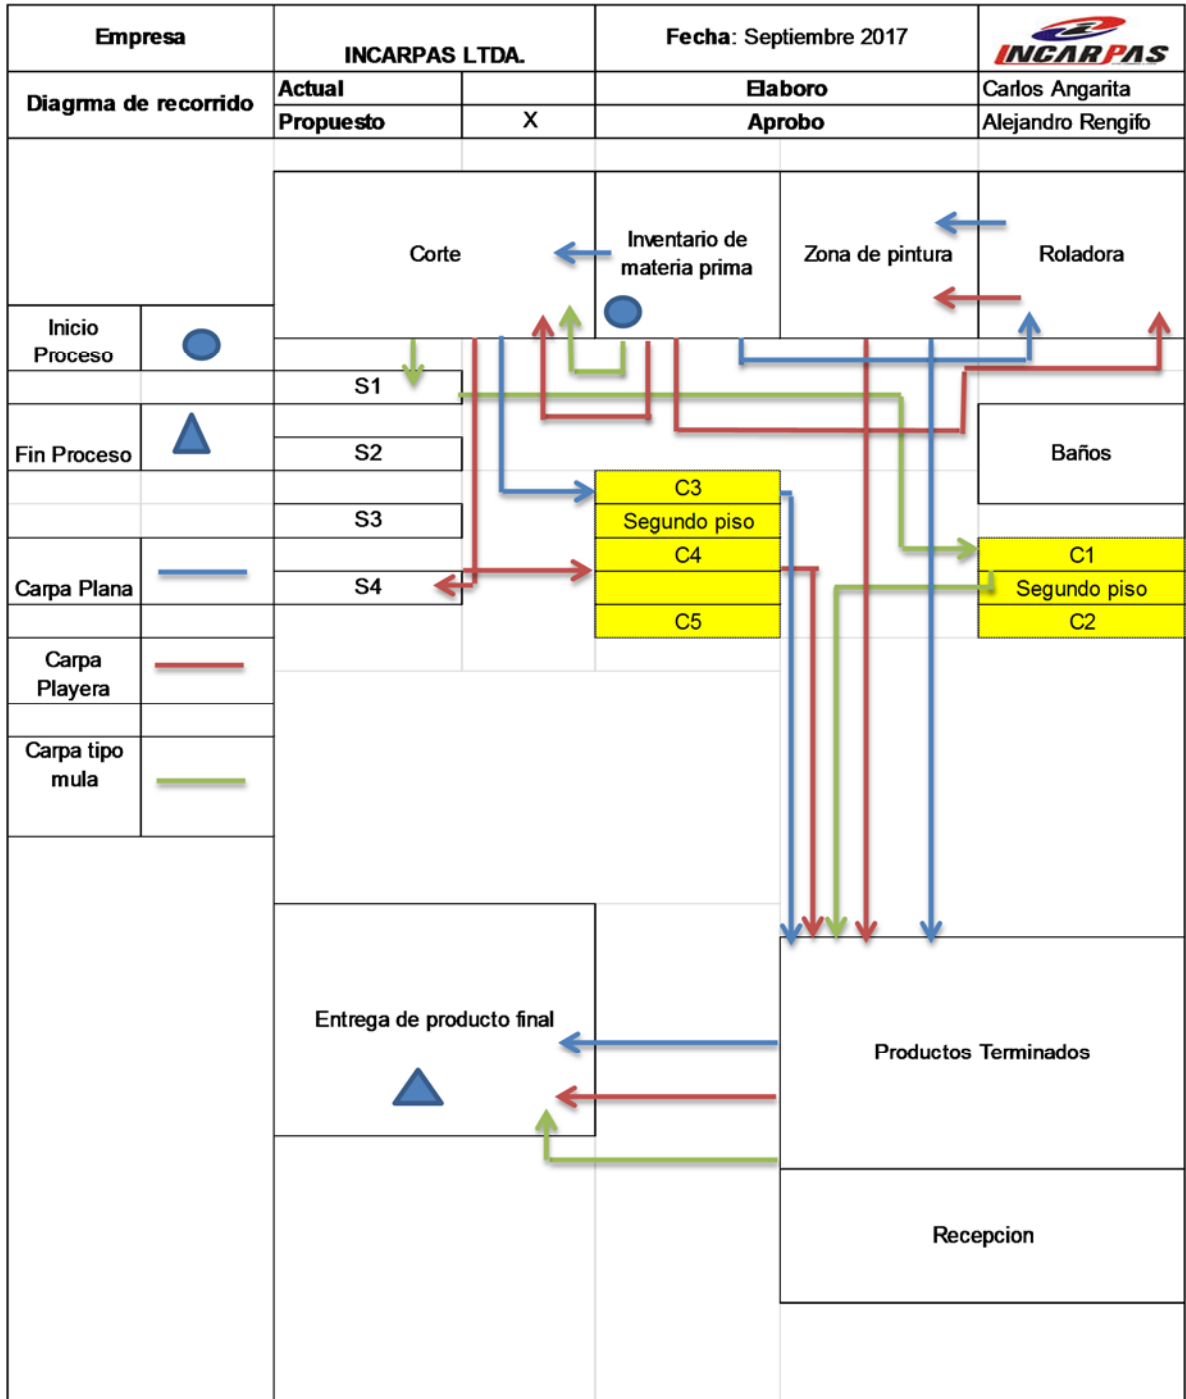 Empresa
INCARPAS LTDA.
Fecha: Septiembre 2017
INCARPAS
Diagrma de recorrido
Actual
Elaboro
Carlos Angarita
Propuesto
X
Aprobo
Alejandro Rengifo
Corte
Inventario de
materia prima
Zona de pintura
Roladora
Inicio
Proceso
S1
Fin Proceso
S2
Baños
C3
S3
Segundo piso
C4
C1
Carpa Plana
S4
Segundo piso
C5
C2
Carpa
Playera
Carpa tipo
mula
Entrega de producto final
Productos Terminados
Recepcion